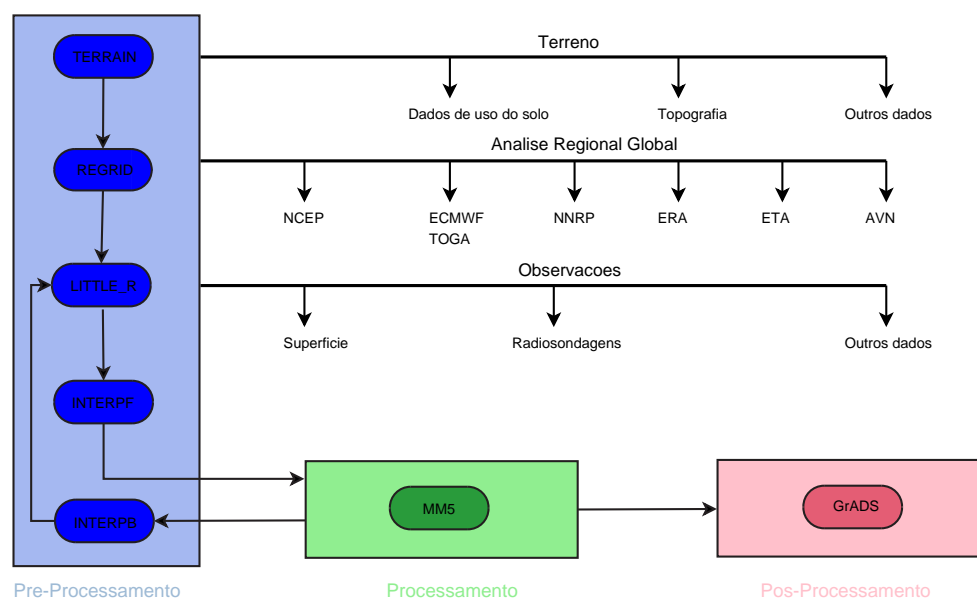 TERRAIN
Terreno
Dados de uso do solo
Topografia
Outros dados
REGRID
Analise Regional Global
NCEP
ECMWF
TOGA
NNRP
ERA
ETA
AVN
LITTLE_R
Observacoes
Superficie
Radiosondagens
Outros dados
INTERPF
INTERPB
MM5
GrADS
Pre-Processamento
Processamento
Pos-Processamento